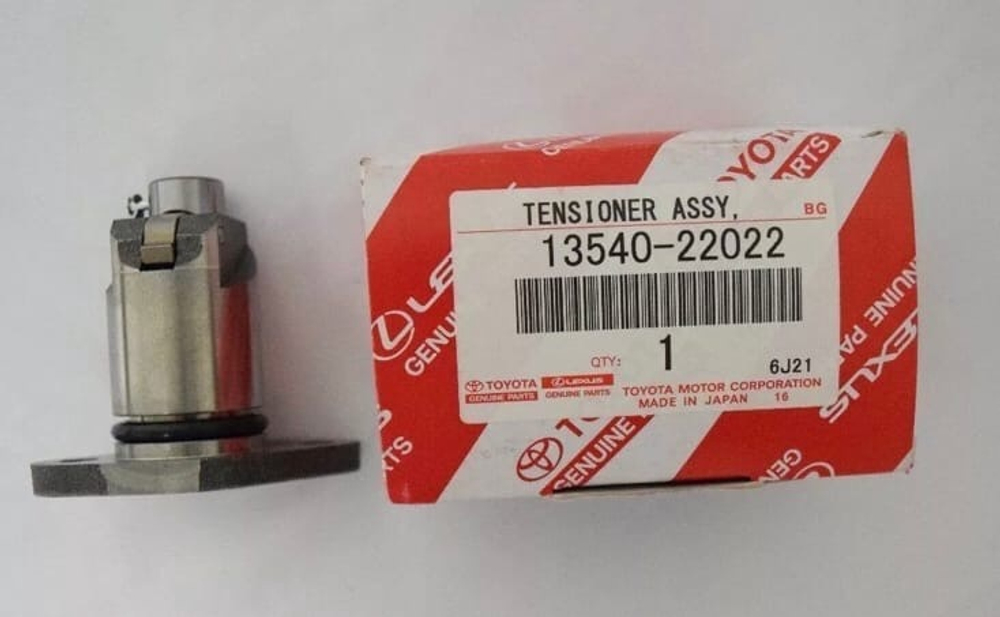 TENSIONER ASSY,
BG
13540-22022
QTY: 1
6J21
TOYOTA
GENUINE PARTS
LEXUS
GENUINE PARTS
TOYOTA MOTOR CORPORATION
MADE IN JAPAN 16
TOYOTA
PARTS
LEXUS
GENUINE PARTS
GENUINE